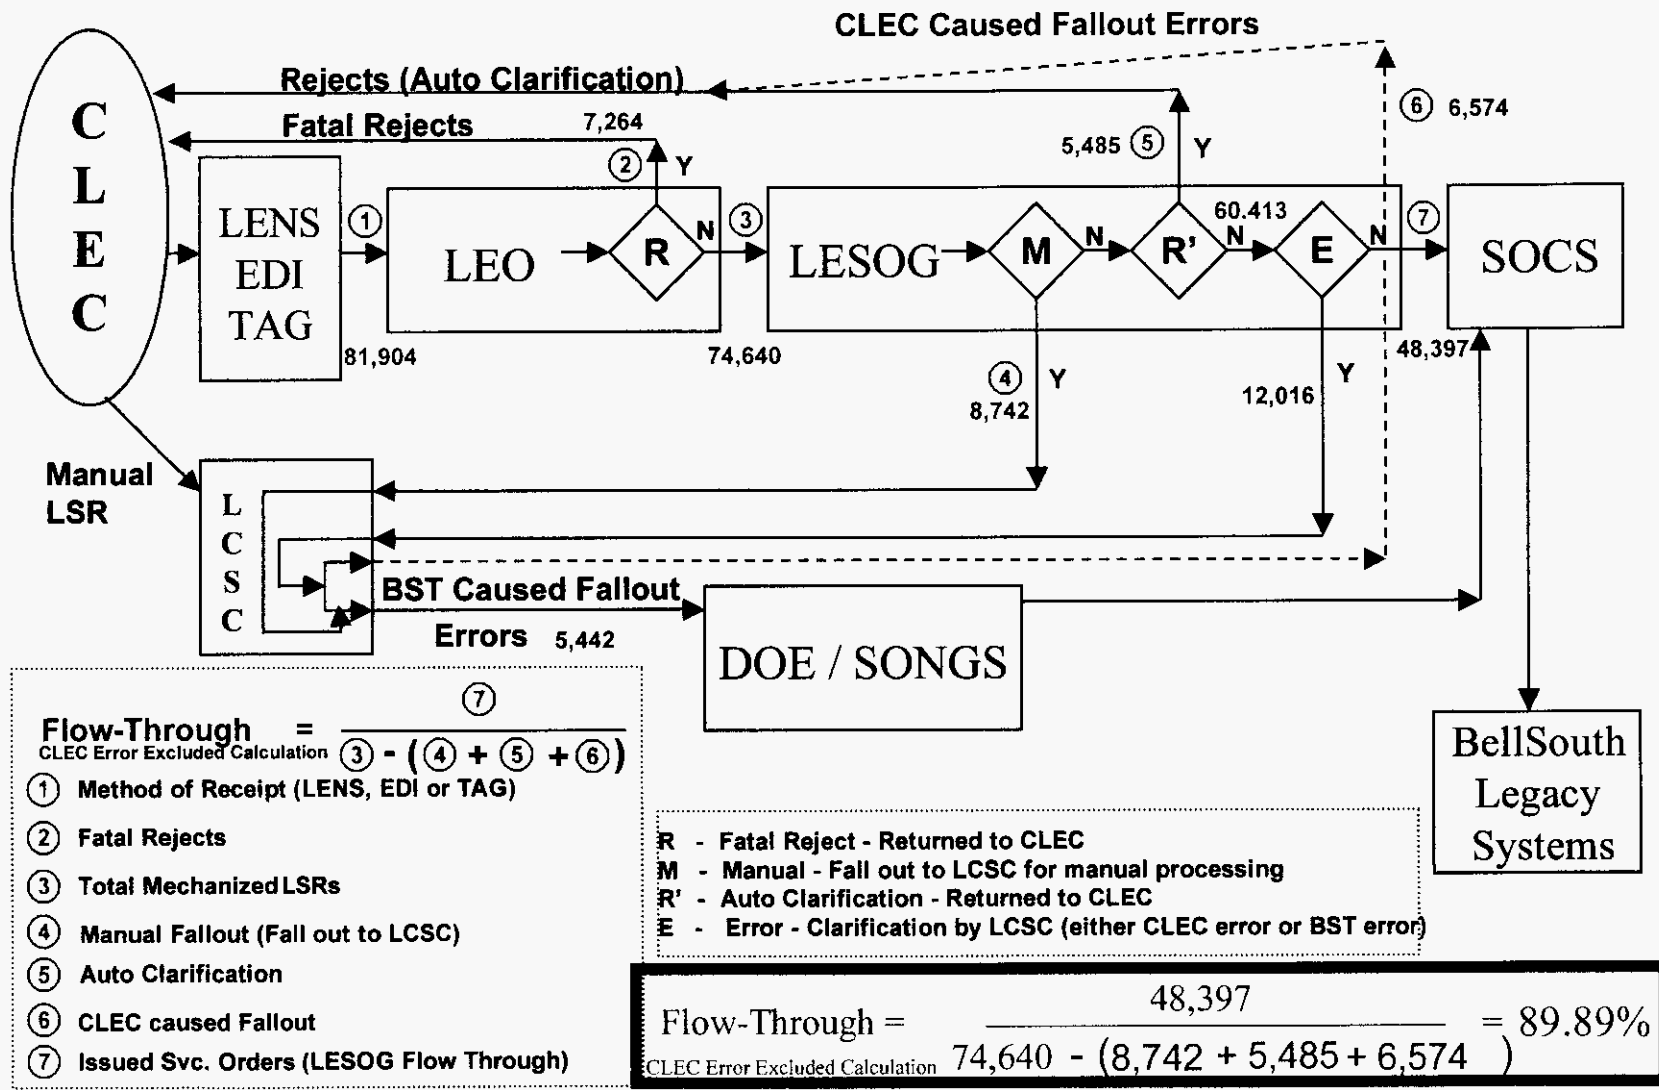 CLEC Caused Fallout Errors
Rejects (Auto Clarification)
Fatal Rejects
7,264
6 6,574
5,485 5 Y
2 Y
C
L
E
C
LENS
EDI
TAG
1
81,904
LEO
R
N
3
74,640
LESOG
M
N
R'
60.413
N
E
N
7
SOCS
48,397
4 Y
8,742
Y
12,016
Manual
LSR
L
C
S
C
BST Caused Fallout
Errors 5,442
DOE / SONGS
BellSouth
Legacy
Systems
7
Flow-Through =
CLEC Error Excluded Calculation
3 - (4 + 5 + 6)
1 Method of Receipt (LENS, EDI or TAG)
2 Fatal Rejects
3 Total Mechanized LSRs
4 Manual Fallout (Fall out to LCSC)
5 Auto Clarification
6 CLEC caused Fallout
7 Issued Svc. Orders (LESOG Flow Through)
R - Fatal Reject - Returned to CLEC
M - Manual - Fall out to LCSC for manual processing
R' - Auto Clarification - Returned to CLEC
E - Error - Clarification by LCSC (either CLEC error or BST error)
48,397
Flow-Through = = 89.89%
CLEC Error Excluded Calculation 74,640 - (8,742 + 5,485 + 6,574 )